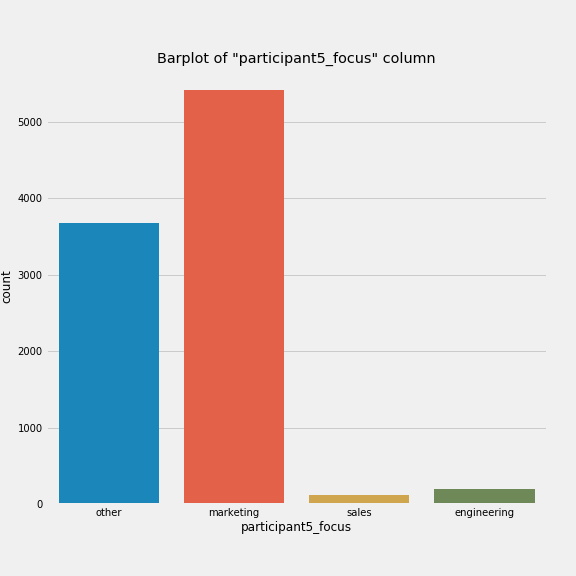 Barplot of "participant5_focus" column
5000
4000
3000
2000
1000
0
count
other marketing sales engineering
participant5_focus